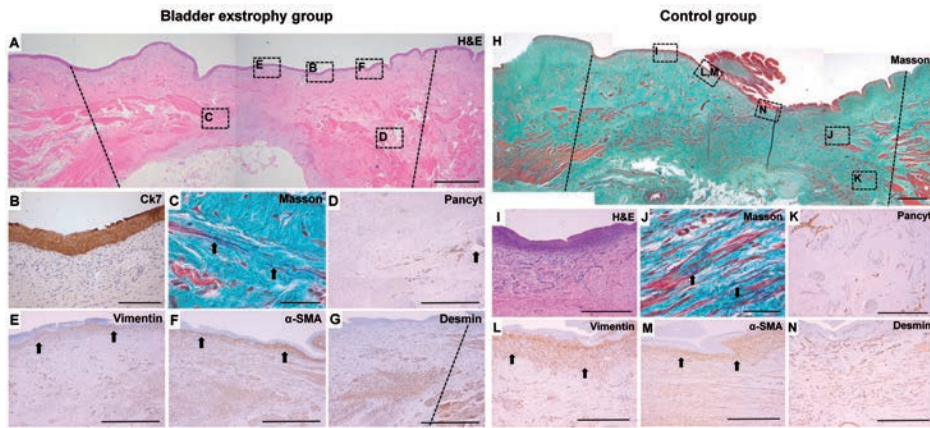 Bladder exstrophy group
Control group
A
H&E
E
B
F
C
D
H
Masson
I
L,M
N
J
K
B
Ck7
C
Masson
D
Pancyt
E
Vimentin
F
α-SMA
G
Desmin
I
H&E
J
Masson
K
Pancyt
L
Vimentin
M
α-SMA
N
Desmin